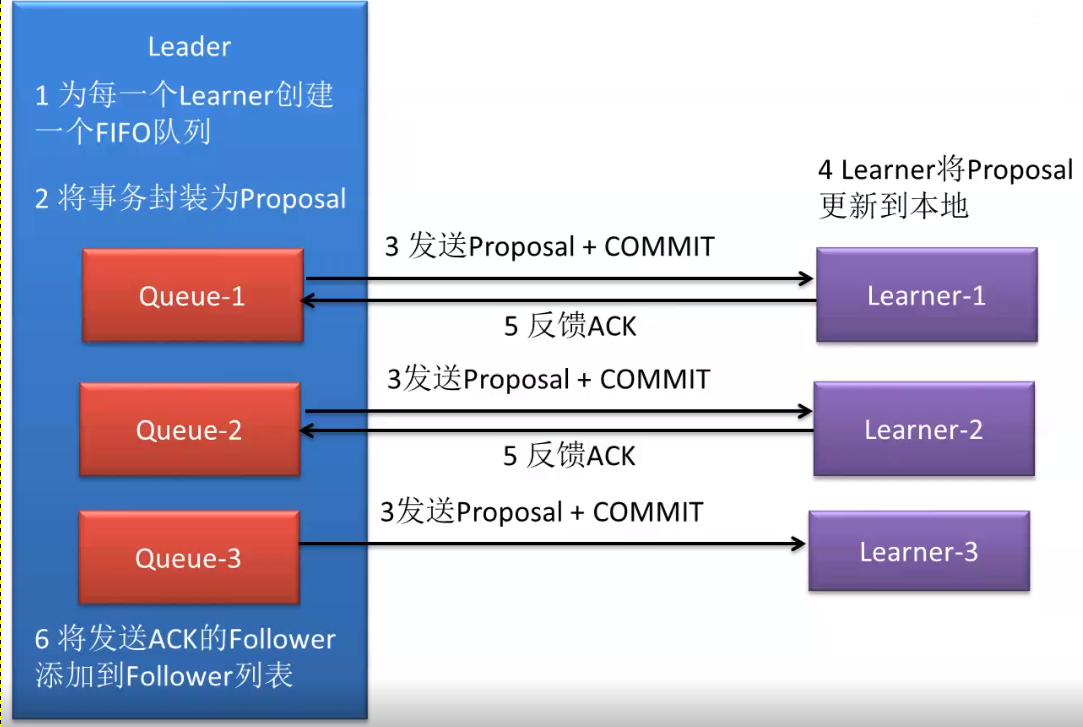 Leader
1 为每一个Learner创建
一个FIFO队列
2 将事务封装为Proposal
4 Learner将Proposal
更新到本地
3 发送Proposal + COMMIT
Queue-1
Learner-1
5 反馈ACK
3发送Proposal + COMMIT
Queue-2
Learner-2
5 反馈ACK
3发送Proposal + COMMIT
Queue-3
Learner-3
6 将发送ACK的Follower
添加到Follower列表